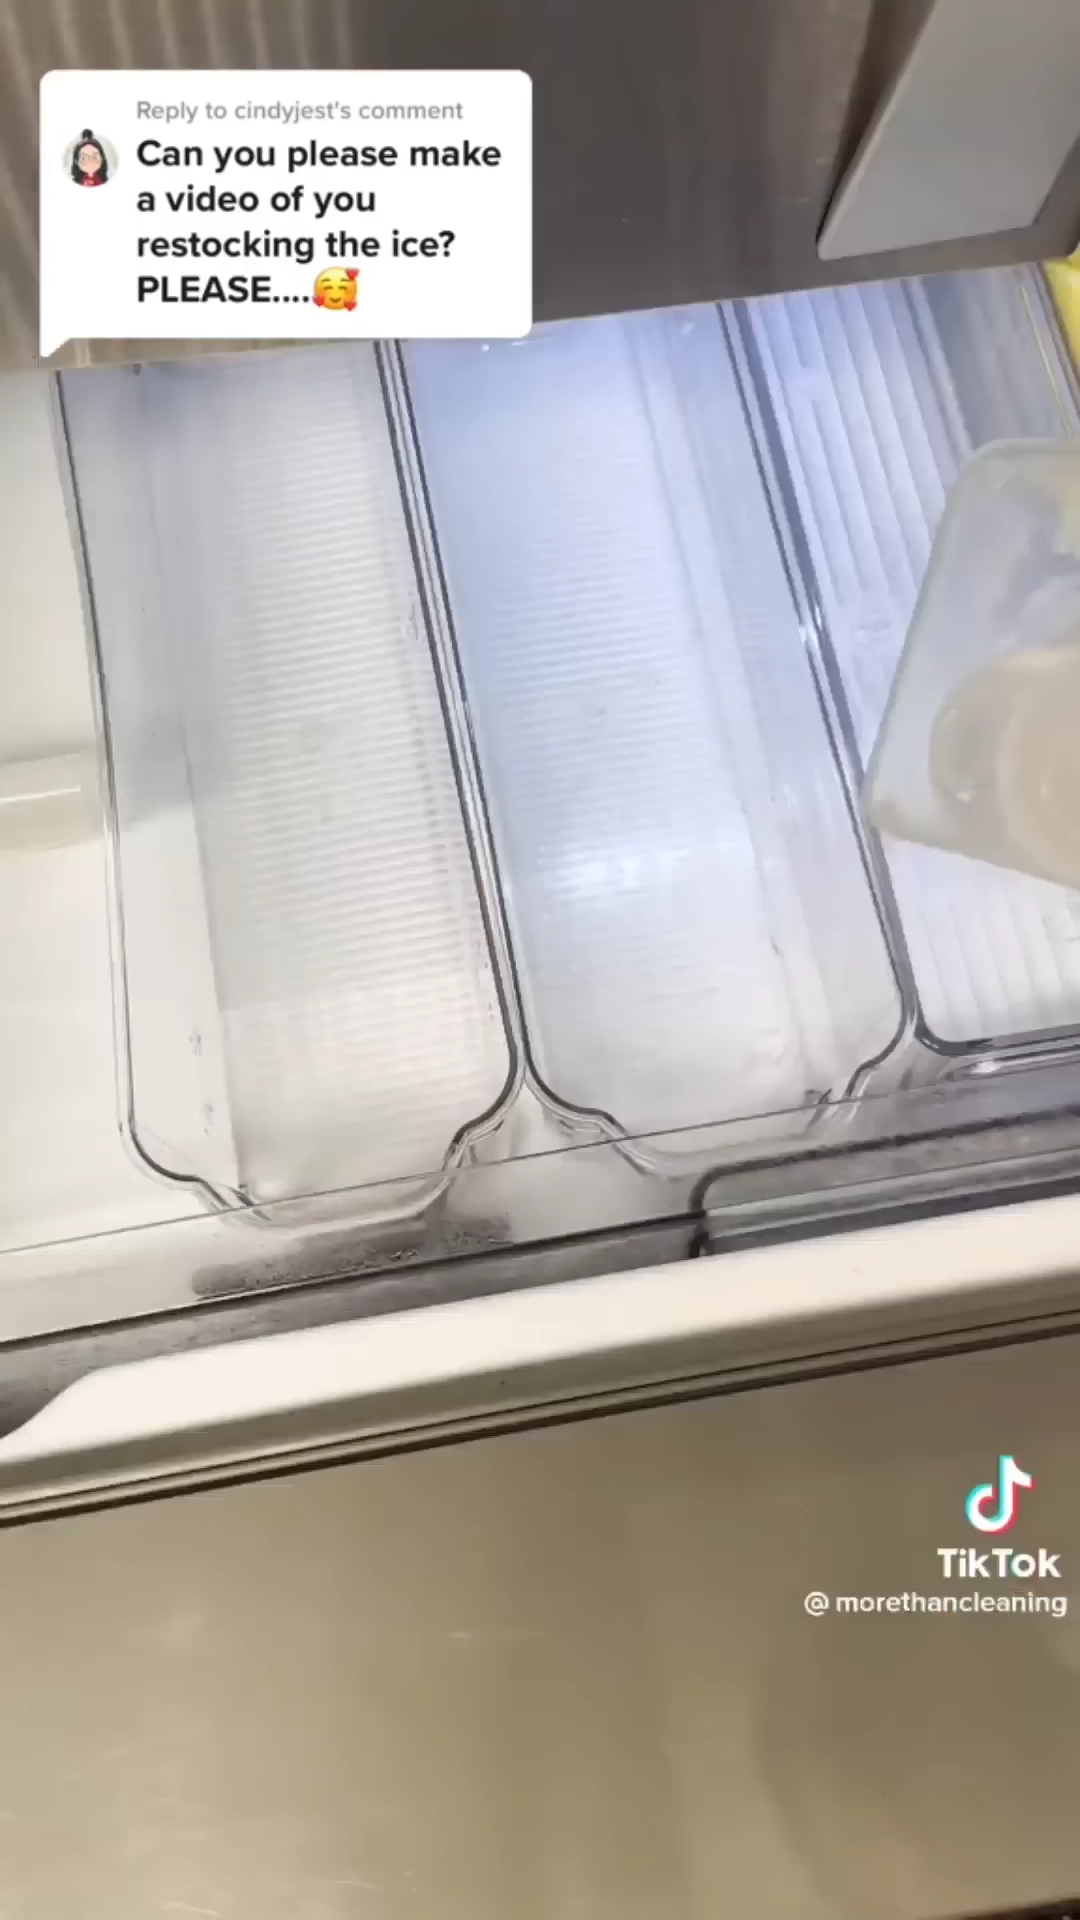 Reply to cindyjest's comment
Can you please make
a video of you
restocking the ice?
PLEASE....🥰
TikTok
@morethancleaning